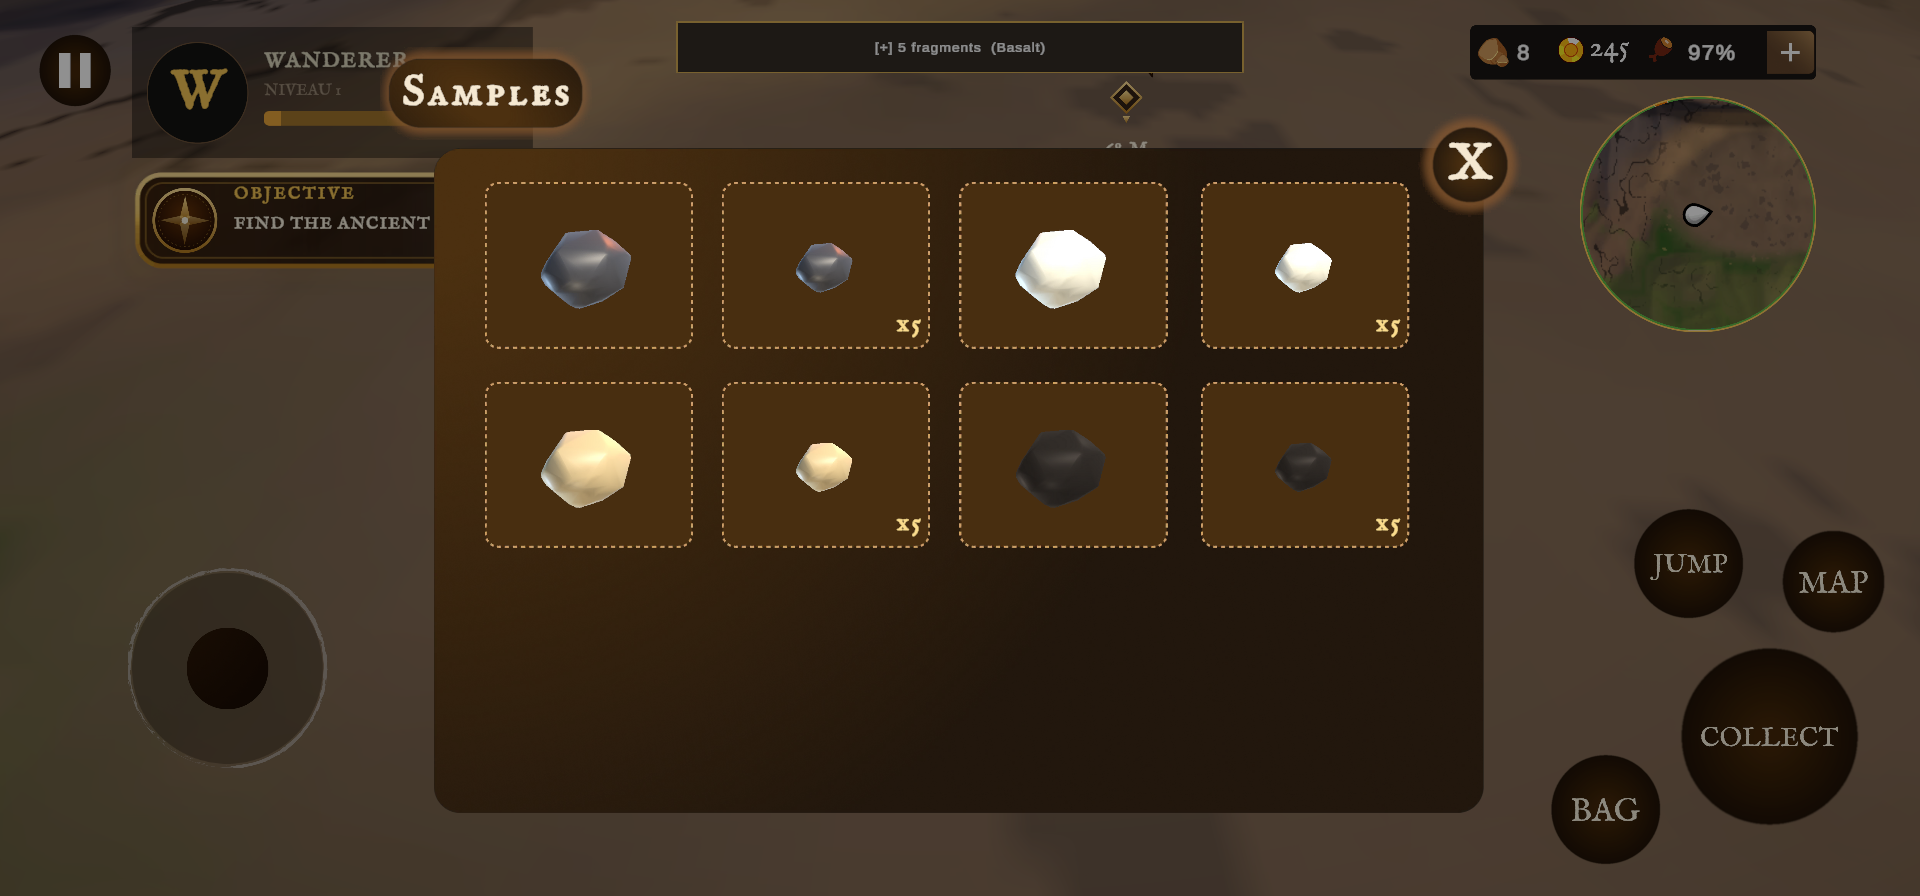 W
WANDERER
NIVEAU 1
SAMPLES
[+] 5 fragments (Basalt)
8
245
97%
+
X
OBJECTIVE
FIND THE ANCIENT
X5
X5
X5
X5
JUMP
MAP
COLLECT
BAG